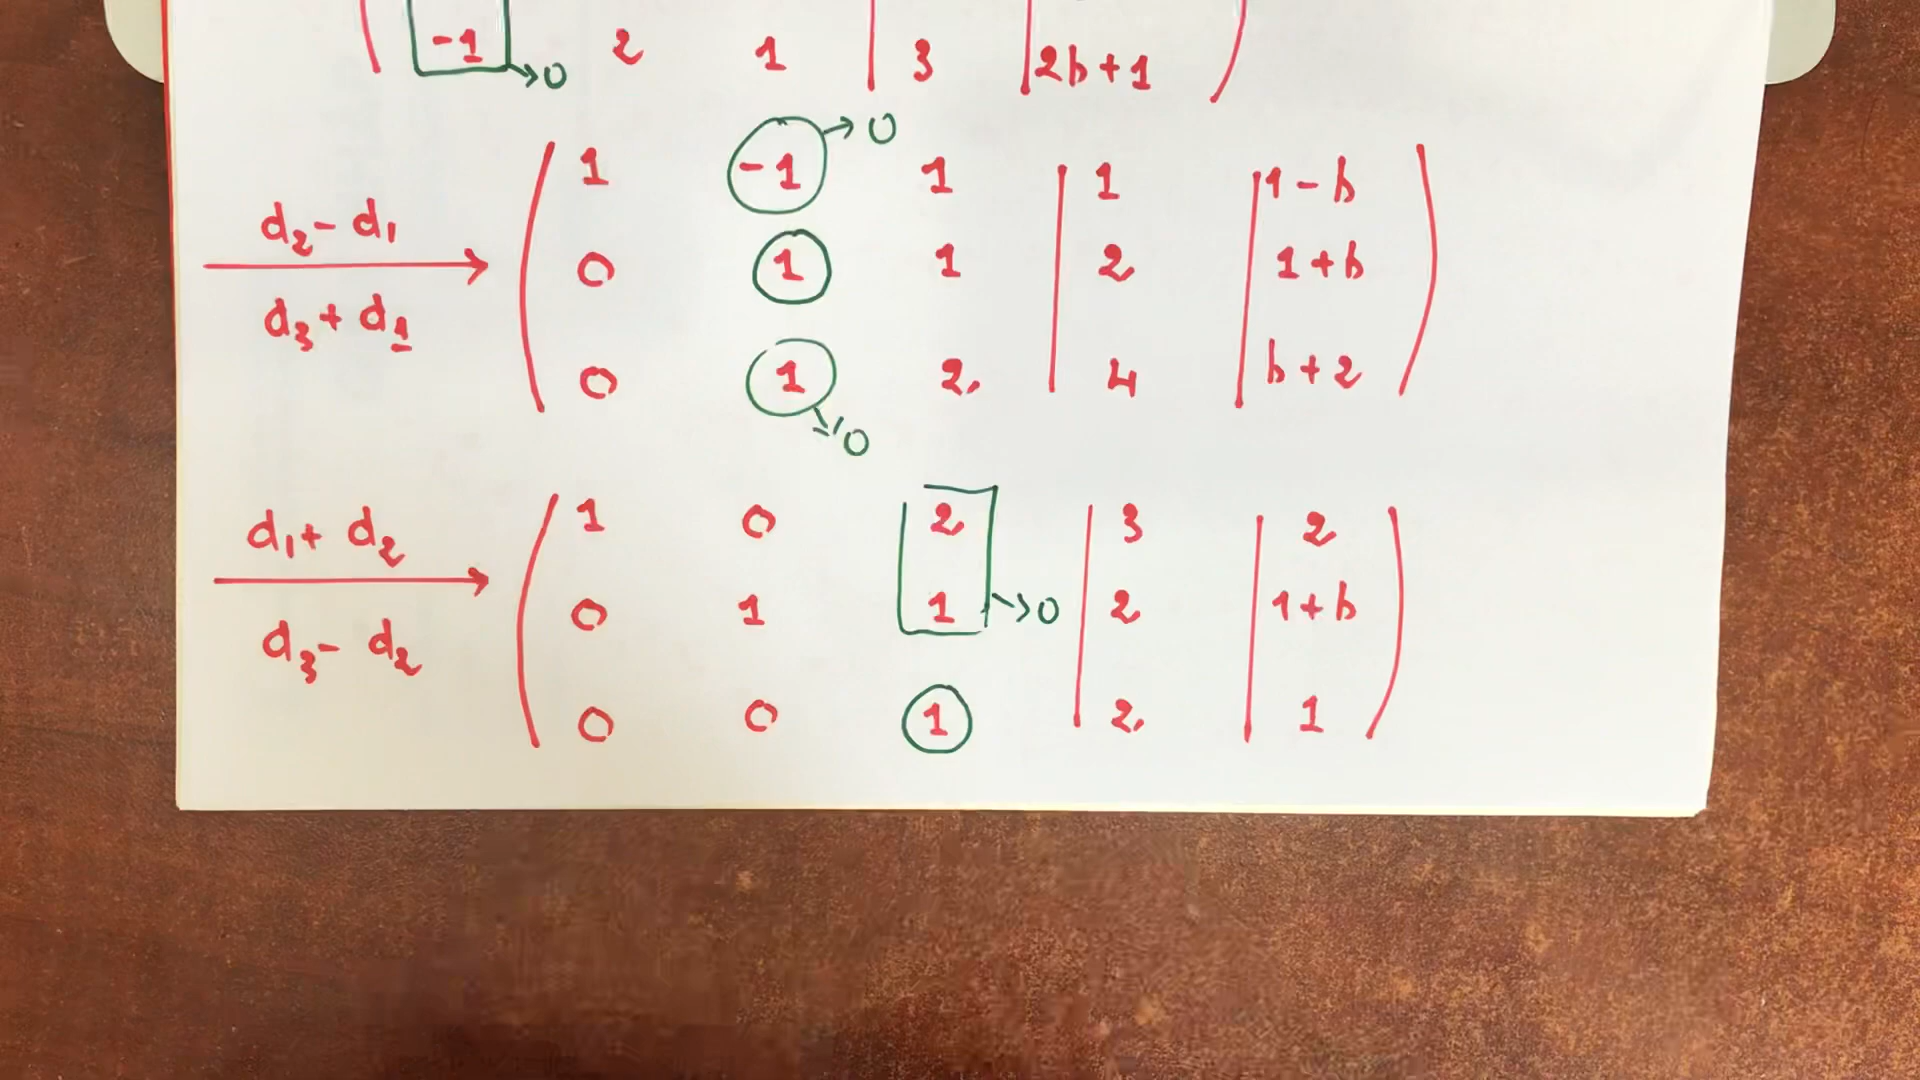 -1 →0 2 1 | 3 | 2b+1
→ 0
1 -1 1 | 1 | 1-b
d₂- d₁
0 1 1 | 2 | 1+b
d₃+ d₁
0 1 2 | 4 | b+2
→ 0
1 0 2 | 3 | 2
d₁+ d₂
0 1 1 →0 | 2 | 1+b
d₃- d₂
0 0 1 | 2 | 1